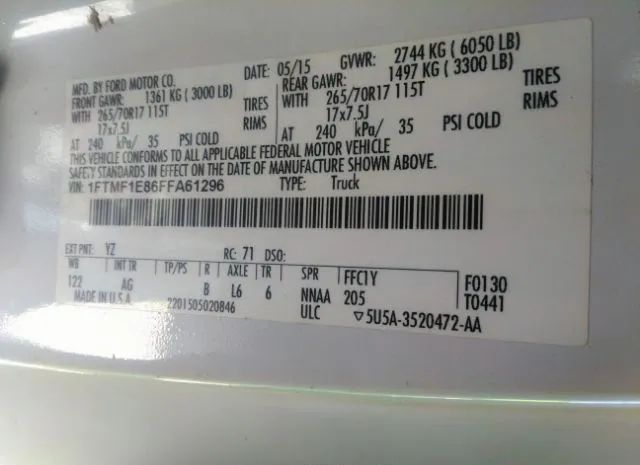 MFD. BY FORD MOTOR CO.
DATE: 05/15 GVWR: 2744 KG ( 6050 LB)
FRONT GAWR: 1361 KG ( 3000 LB)
REAR GAWR: 1497 KG ( 3300 LB)
WITH 265/70R17 115T TIRES
WITH 265/70R17 115T TIRES
17x7.5J RIMS
17x7.5J RIMS
AT 240 kPa/ 35 PSI COLD
AT 240 kPa/ 35 PSI COLD
THIS VEHICLE CONFORMS TO ALL APPLICABLE FEDERAL MOTOR VEHICLE
SAFETY STANDARDS IN EFFECT ON THE DATE OF MANUFACTURE SHOWN ABOVE.
VIN: 1FTMF1E86FFA61296 TYPE: Truck
EXT PNT: YZ RC: 71 DSO:
WB INT TR TP/PS R AXLE TR SPR FFC1Y F0130
122 AG B L6 6 NNAA 205 T0441
MADE IN U.S.A. 2201505020846 ULC ▽5U5A-3520472-AA